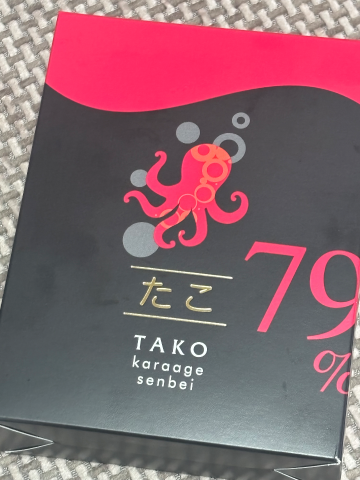 79
%
たこ
TAKO
karaage
senbei